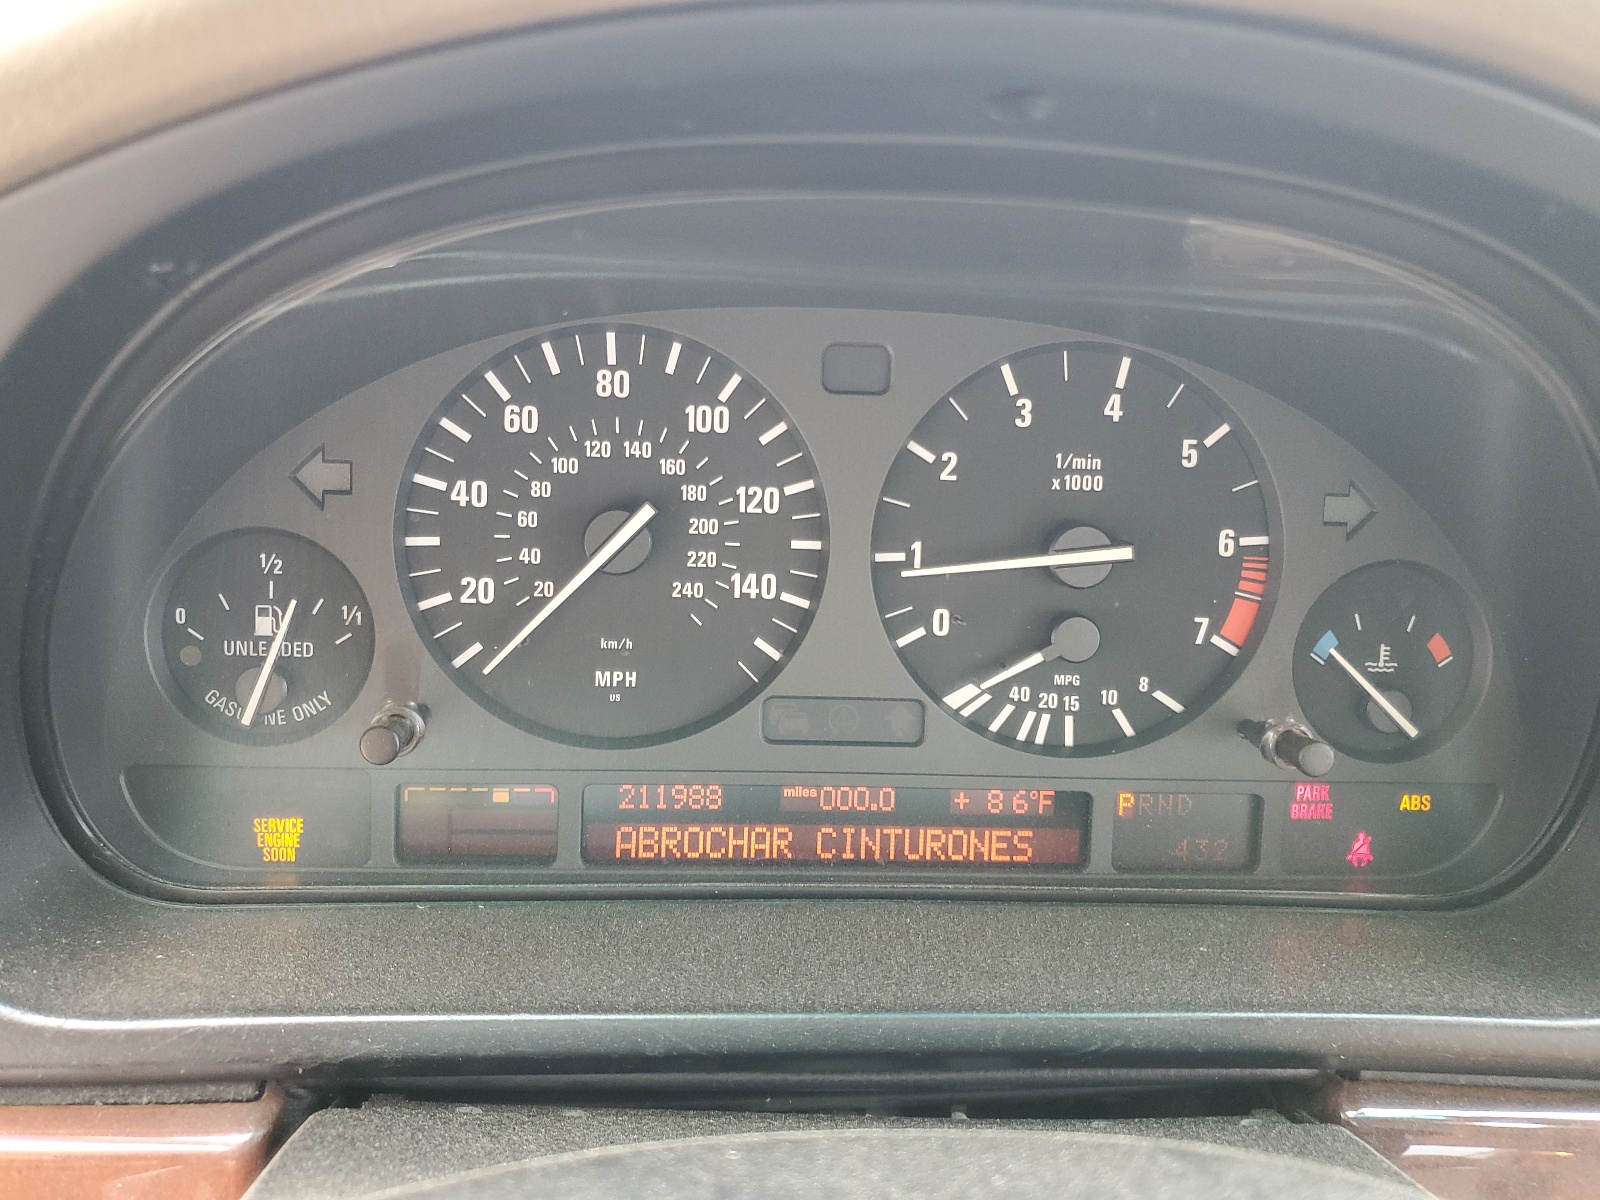 80
60
100
40
120
20
140
120 140
100
160
80
180
60
200
40
220
20
240
km/h
MPH
US
3
4
2
5
1/min
x1000
1
6
0
7
MPG
40 20 15 10 8
1/2
0
1/1
UNLEADED
GASOLINE ONLY
SERVICE
ENGINE
SOON
211988 miles 000.0 + 86°F
ABROCHAR CINTURONES
PRND
432
PARK
BRAKE
ABS